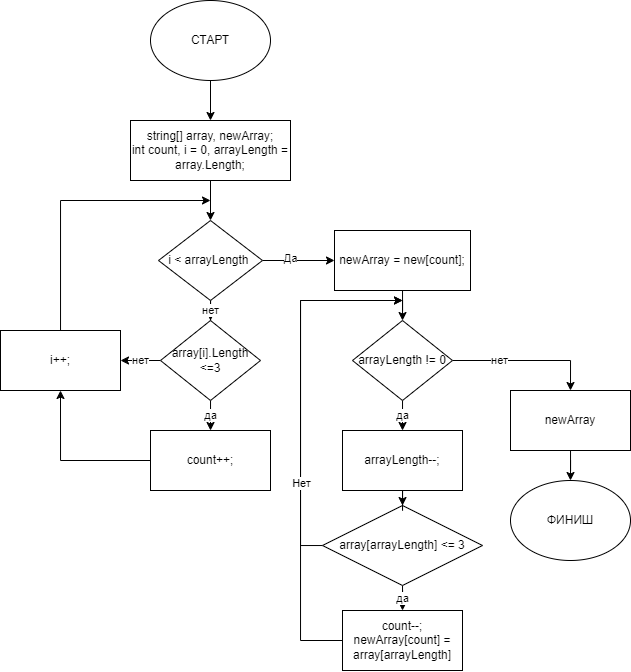 СТАРТ
string[] array, newArray;
int count, i = 0, arrayLength =
array.Length;
i < arrayLength
Да
newArray = new[count];
нет
array[i].Length
<=3
нет
i++;
да
count++;
arrayLength != 0
нет
newArray
ФИНИШ
да
arrayLength--;
Нет
array[arrayLength] <= 3
да
count--;
newArray[count] =
array[arrayLength]